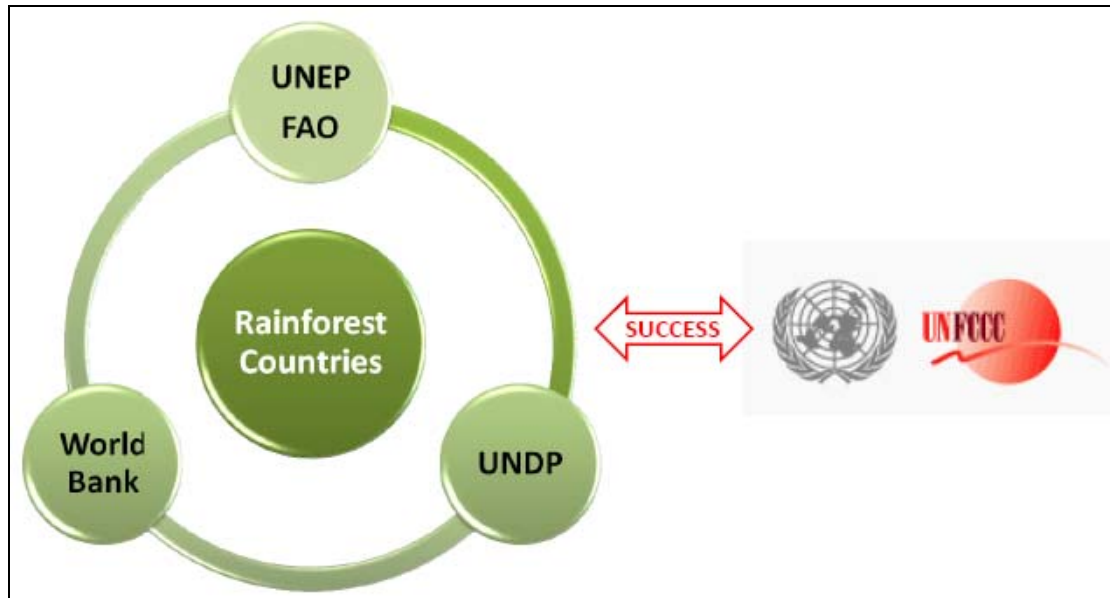 UNEP
FAO
Rainforest
Countries
SUCCESS
UNFCCC
World
Bank
UNDP